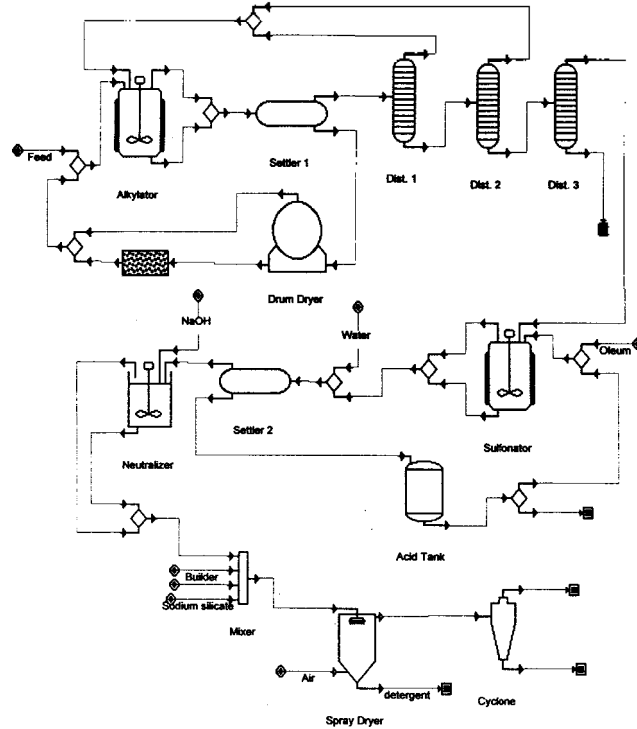 Feed
Alkylator
Settler 1
Dist. 1
Dist. 2
Dist. 3
Drum Dryer
NaOH
Water
Oleum
Neutralizer
Settler 2
Sulfonator
Acid Tank
Builder
Sodium silicate
Mixer
Air
detergent
Spray Dryer
Cyclone